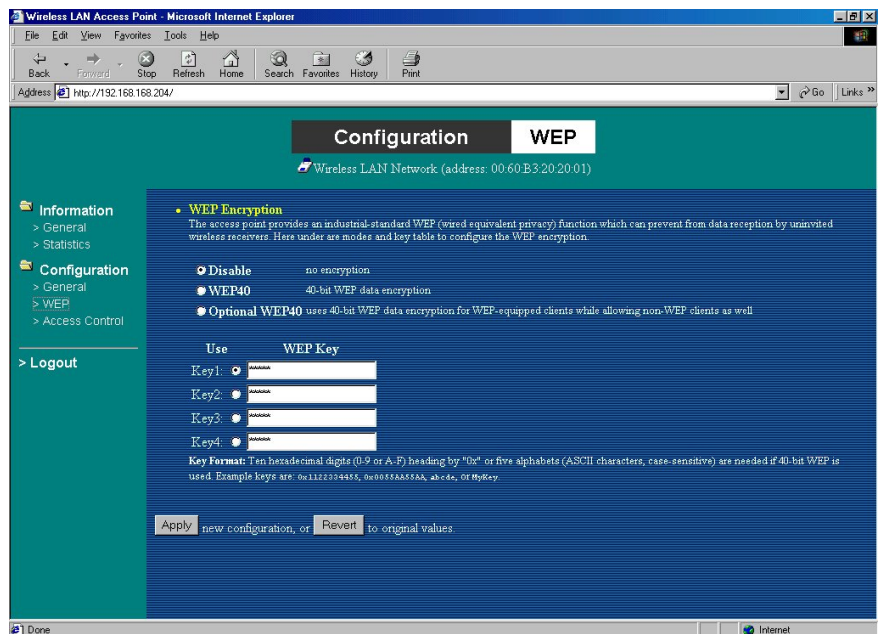 Wireless LAN Access Point - Microsoft Internet Explorer
File Edit View Favorites Tools Help
Back Forward Stop Refresh Home Search Favorites History Print
Address http://192.168.168.204/ Go Links »
Configuration WEP
Wireless LAN Network (address: 00:60:B3:20:20:01)
Information
> General
> Statistics
Configuration
> General
> WEP
> Access Control
> Logout
WEP Encryption
The access point provides an industrial-standard WEP (wired equivalent privacy) function which can prevent from data reception by uninvited
wireless receivers. Here under are modes and key table to configure the WEP encryption.
Disable no encryption
WEP40 40-bit WEP data encryption
Optional WEP40 uses 40-bit WEP data encryption for WEP-equipped clients while allowing non-WEP clients as well
Use WEP Key
Key1: *****
Key2: *****
Key3: *****
Key4: *****
Key Format: Ten hexadecimal digits (0-9 or A-F) heading by "0x" or five alphabets (ASCII characters, case-sensitive) are needed if 40-bit WEP is
used. Example keys are: 0x1122334455, 0x0055AA55AA, abcde, or MyKey.
Apply new configuration, or Revert to original values.
Done Internet